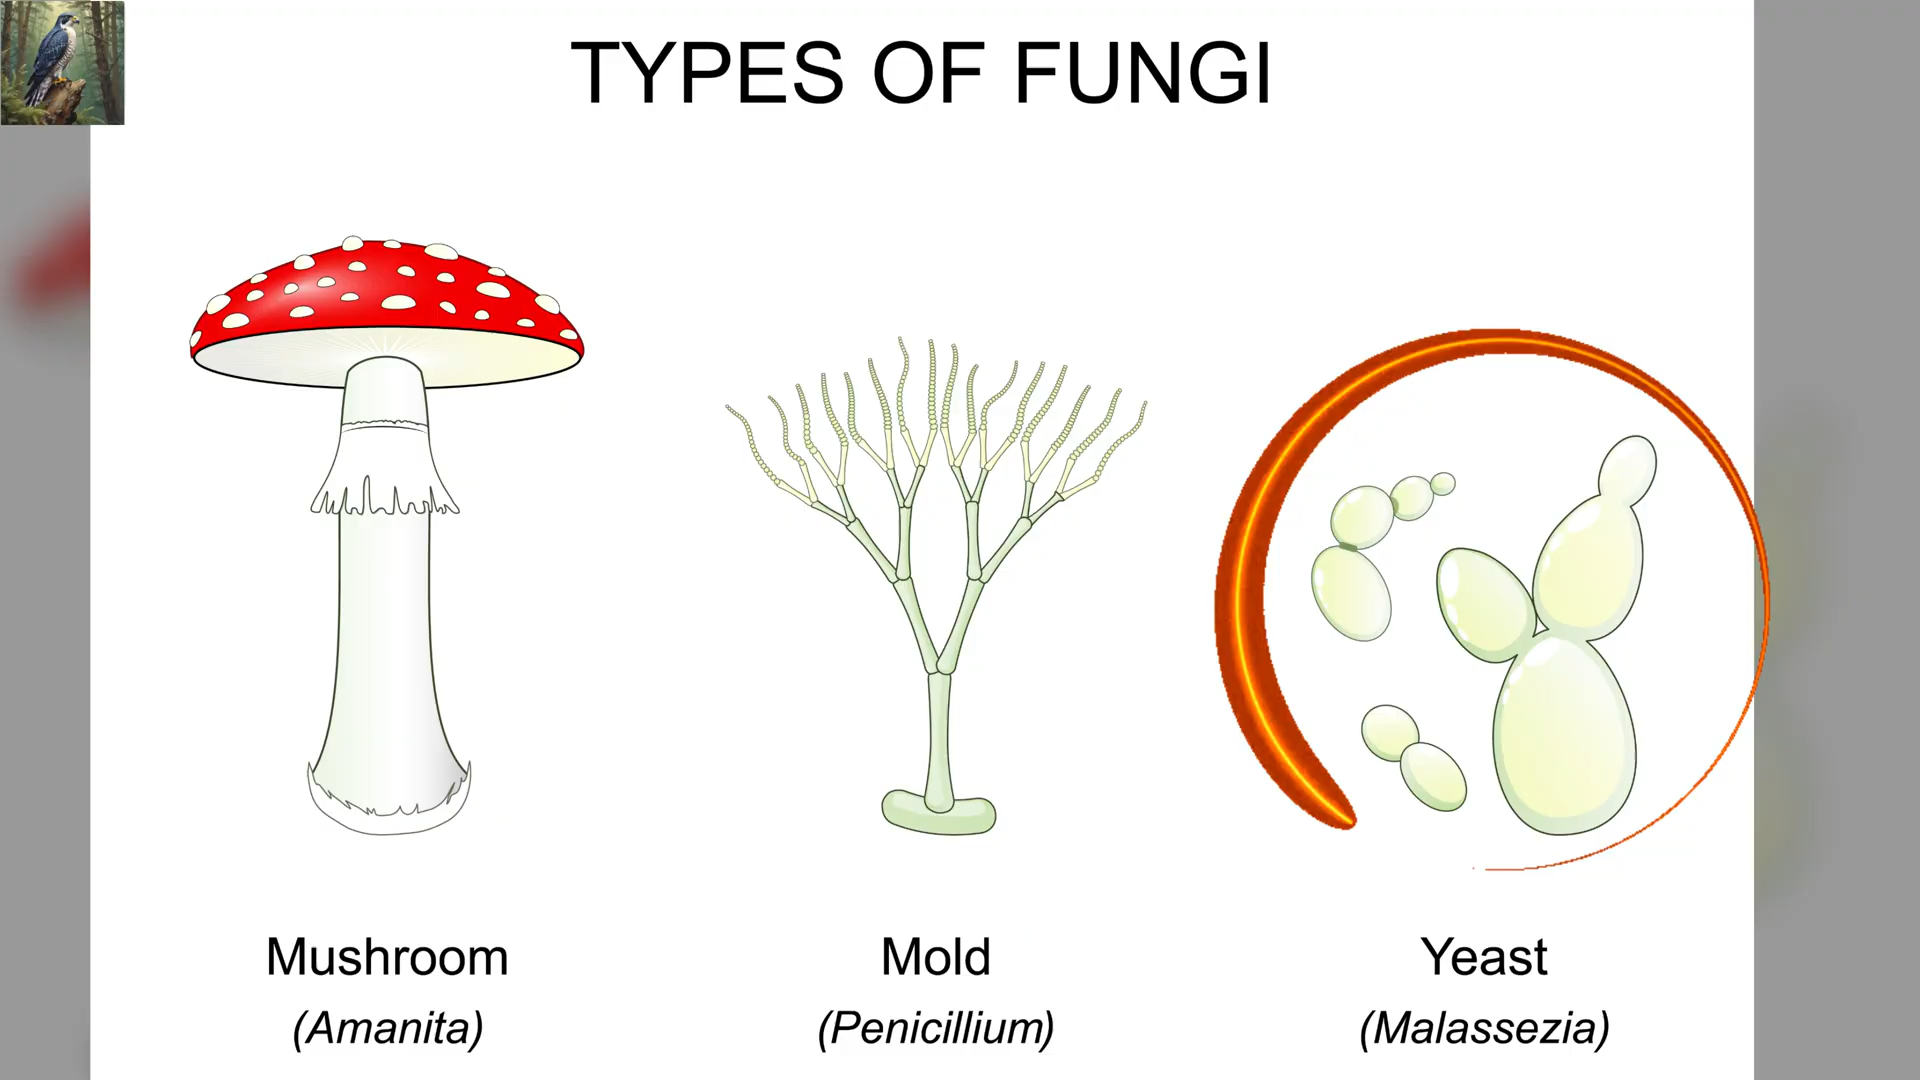 TYPES OF FUNGI
Mushroom
(Amanita)
Mold
(Penicillium)
Yeast
(Malassezia)